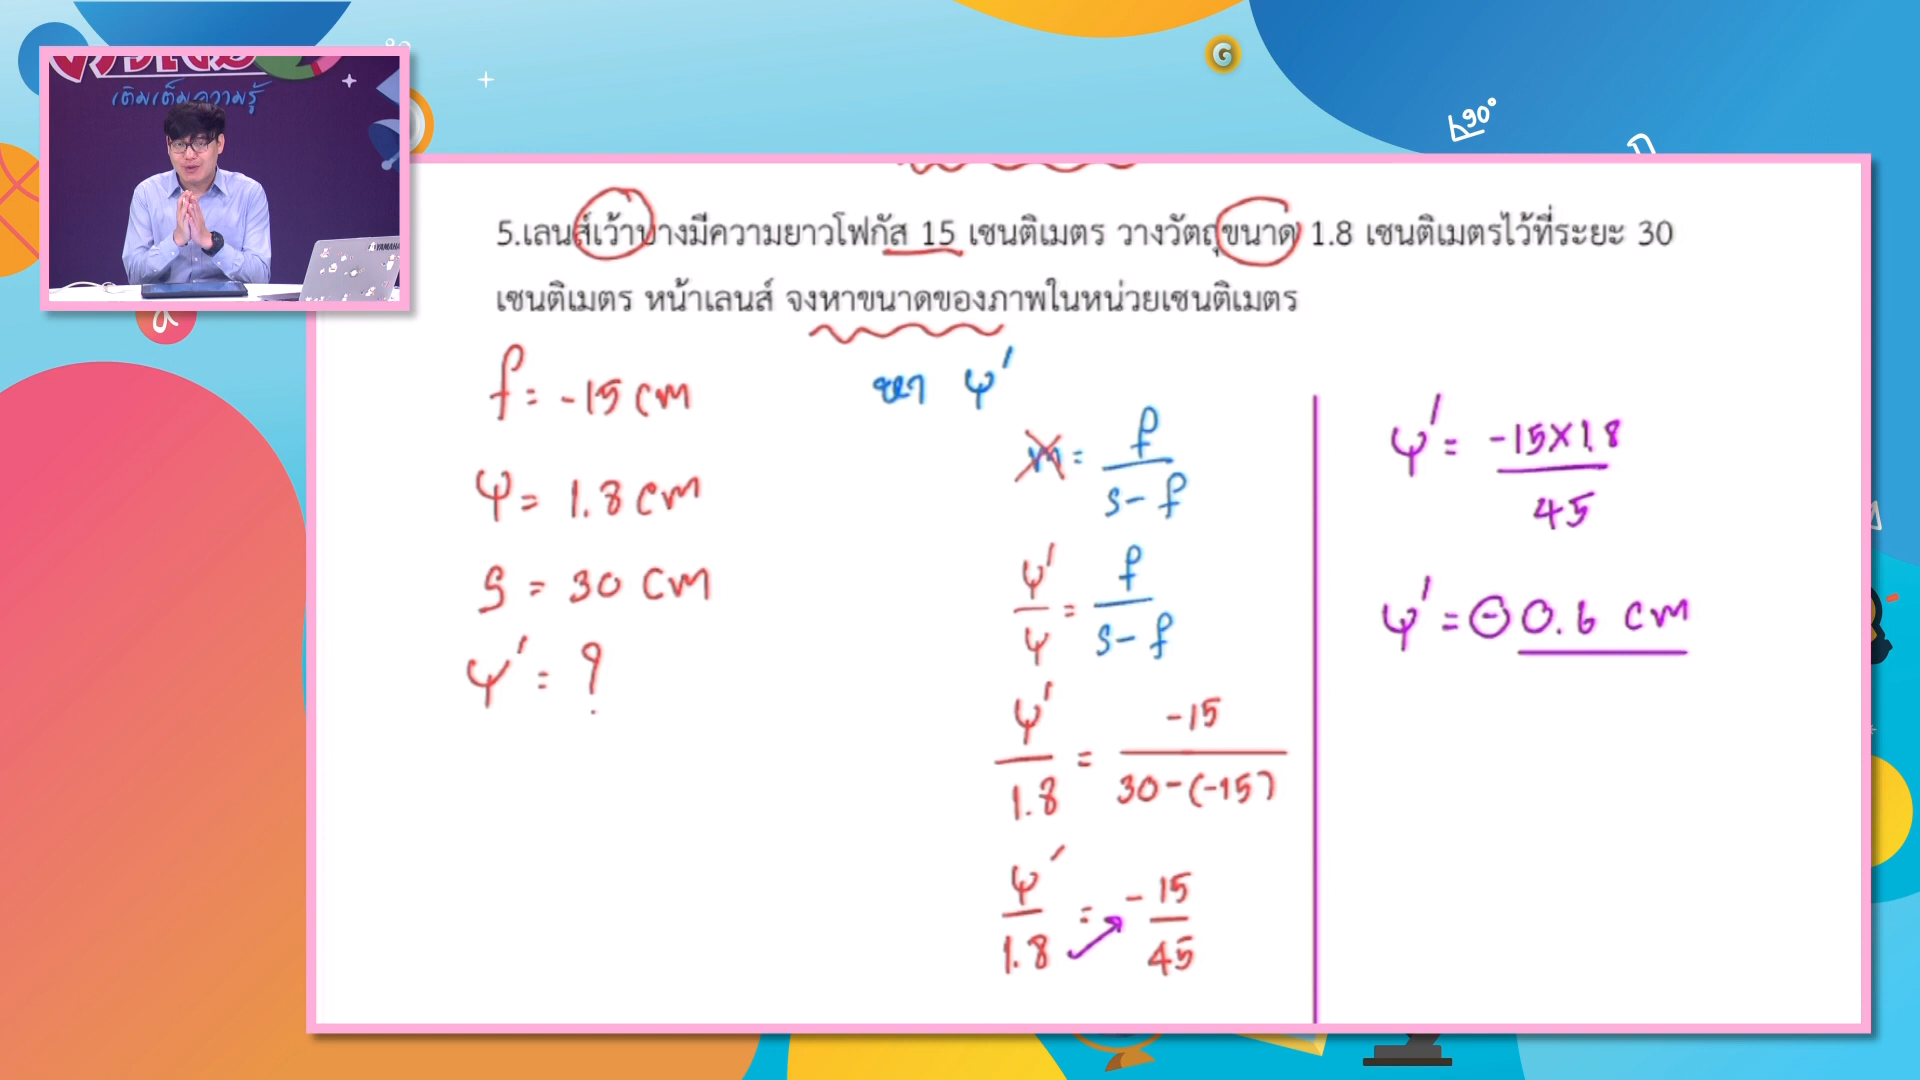 เติมเต็มความรู้
YAMAHA
90°
a
5.เลนส์เว้าบางมีความยาวโฟกัส 15 เซนติเมตร วางวัตถุขนาด 1.8 เซนติเมตรไว้ที่ระยะ 30
เซนติเมตร หน้าเลนส์ จงหาขนาดของภาพในหน่วยเซนติเมตร
f = -15 cm
y = 1.8 cm
s = 30 cm
y' = ?
หา y'
m = f / s - f
y' / y = f / s - f
y' / 1.8 = -15 / 30 - (-15)
y' / 1.8 = -15 / 45
y' = -15 × 1.8 / 45
y' = - 0.6 cm